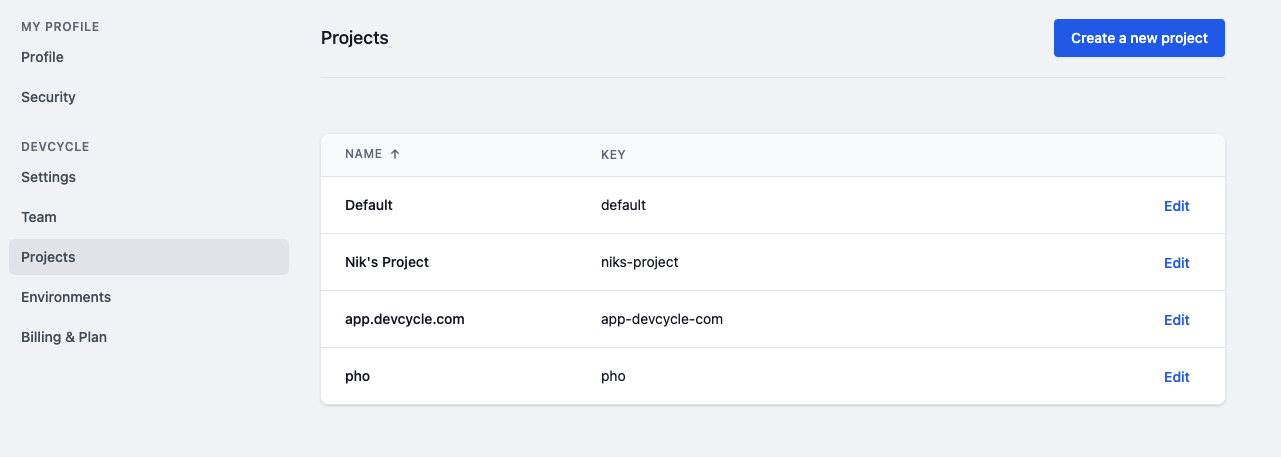 MY PROFILE
Profile
Security
DEVCYCLE
Settings
Team
Projects
Environments
Billing & Plan
Projects
Create a new project
NAME ↑ KEY
Default default Edit
Nik's Project niks-project Edit
app.devcycle.com app-devcycle-com Edit
pho pho Edit